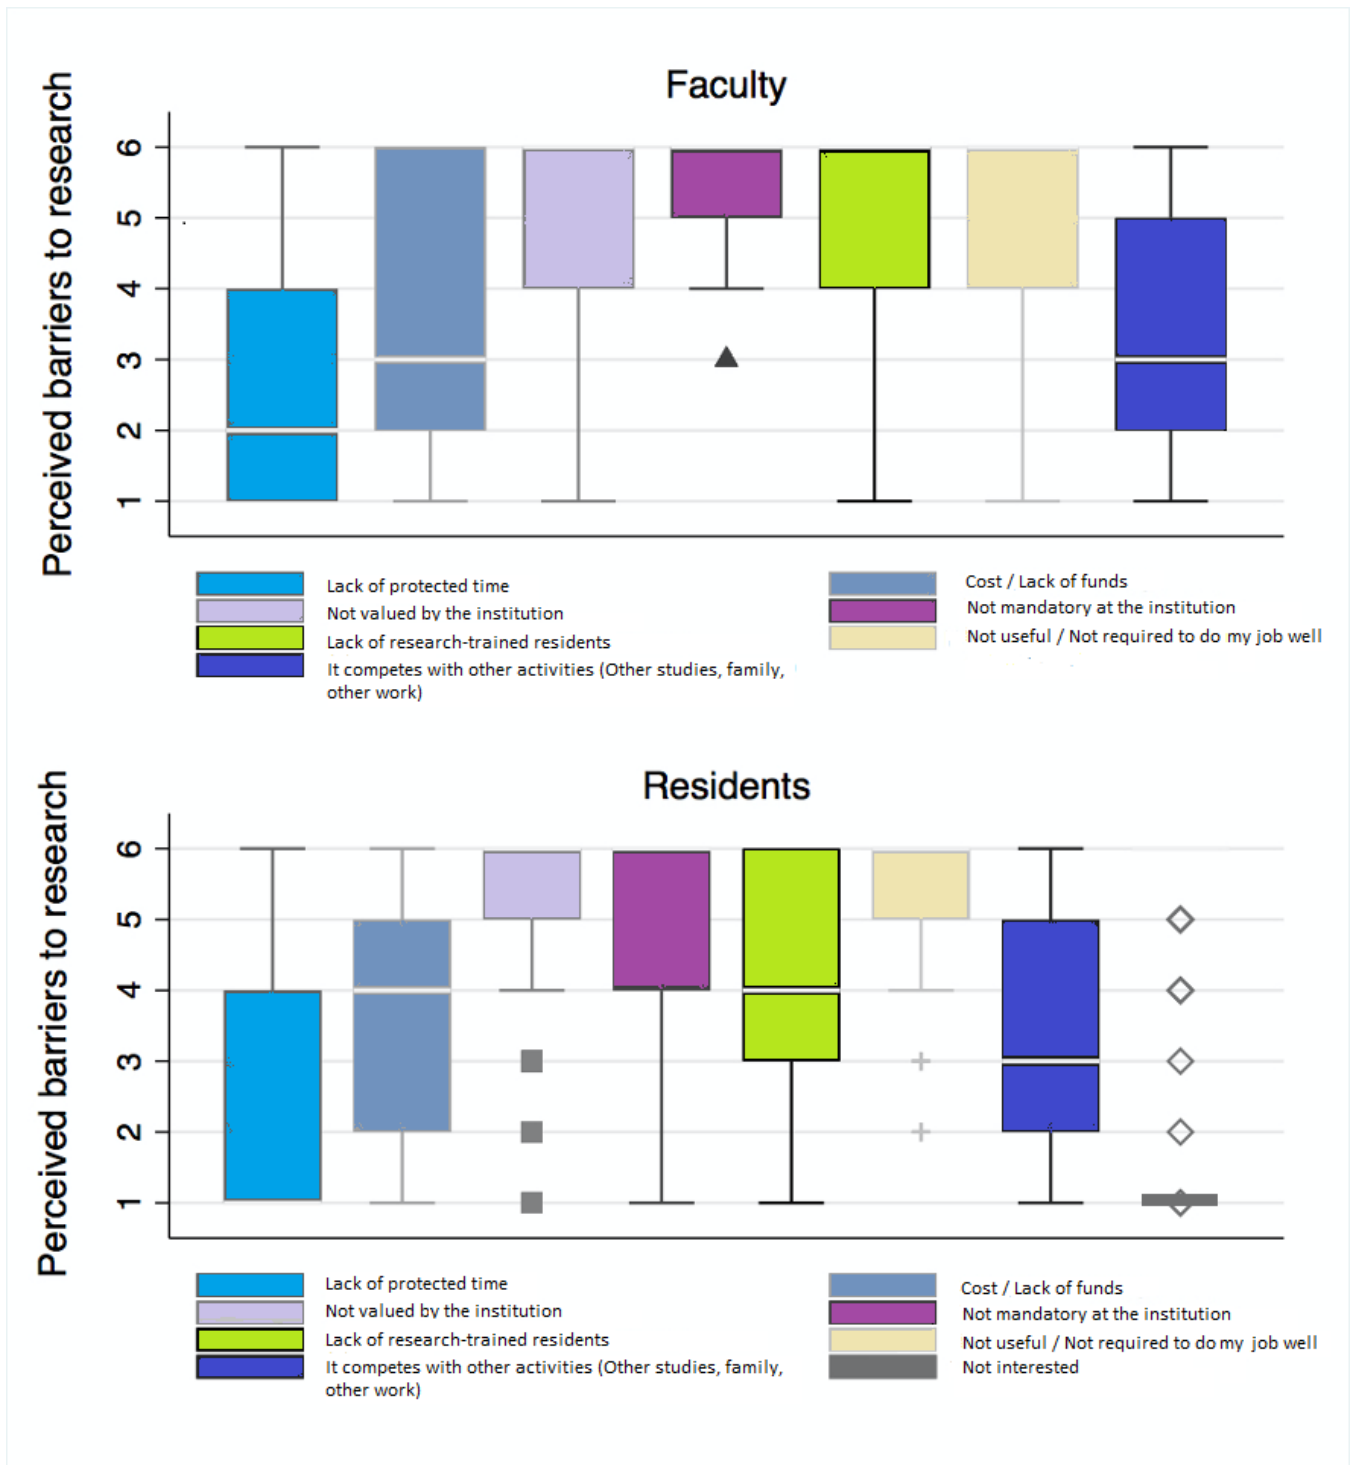 Faculty
Perceived barriers to research
6
5
4
3
2
1
Lack of protected time
Cost / Lack of funds
Not valued by the institution
Not mandatory at the institution
Lack of research-trained residents
Not useful / Not required to do my job well
It competes with other activities (Other studies, family,
other work)
Residents
Perceived barriers to research
6
5
4
3
2
1
Lack of protected time
Cost / Lack of funds
Not valued by the institution
Not mandatory at the institution
Lack of research-trained residents
Not useful / Not required to do my job well
It competes with other activities (Other studies, family,
other work)
Not interested